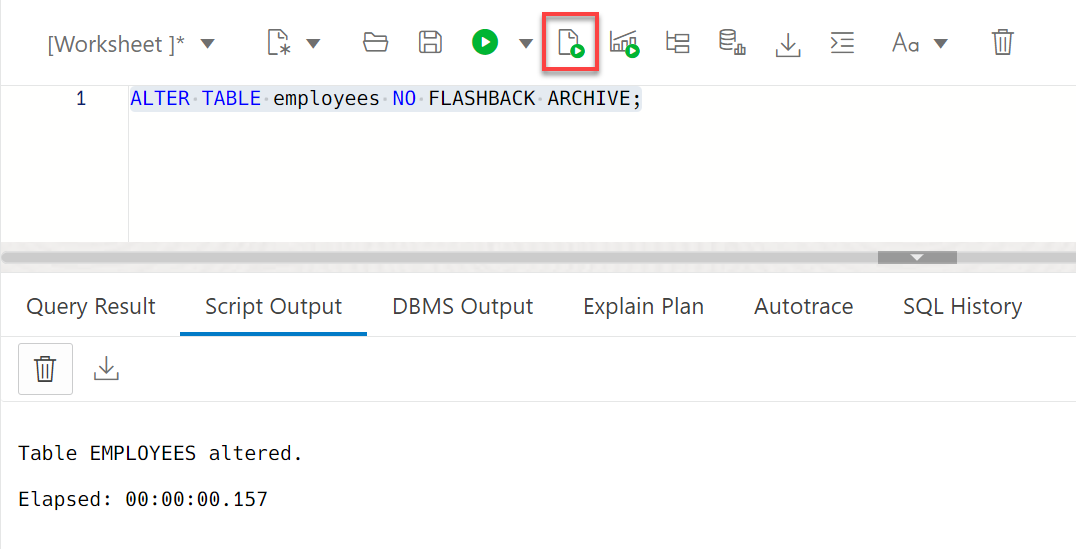 [Worksheet ]* Aa
1 ALTER TABLE employees NO FLASHBACK ARCHIVE;
Query Result Script Output DBMS Output Explain Plan Autotrace SQL History
Table EMPLOYEES altered.
Elapsed: 00:00:00.157